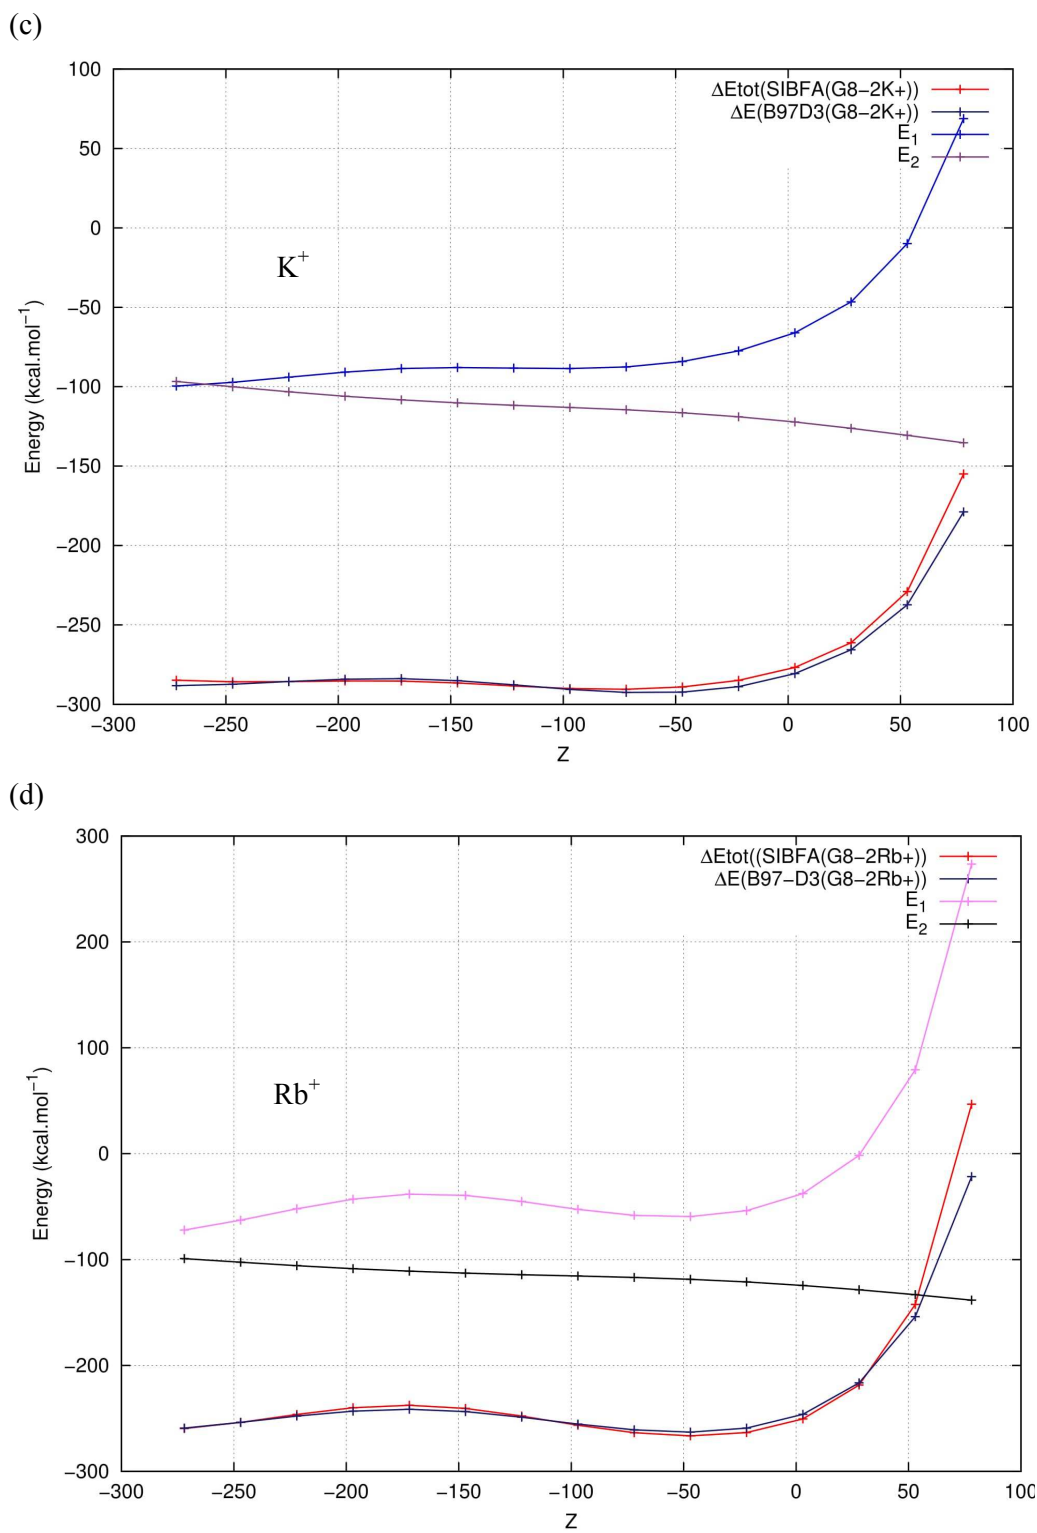 (c)
100
50
0
−50
−100
−150
−200
−250
−300
Energy (kcal.mol−1)
ΔEtot(SIBFA(G8−2K+))
ΔE(B97D3(G8−2K+))
E1
E2
K+
−300 −250 −200 −150 −100 −50 0 50 100
Z
(d)
300
200
100
0
−100
−200
−300
Energy (kcal.mol−1)
ΔEtot((SIBFA(G8−2Rb+))
ΔE(B97−D3(G8−2Rb+))
E1
E2
Rb+
−300 −250 −200 −150 −100 −50 0 50 100
Z